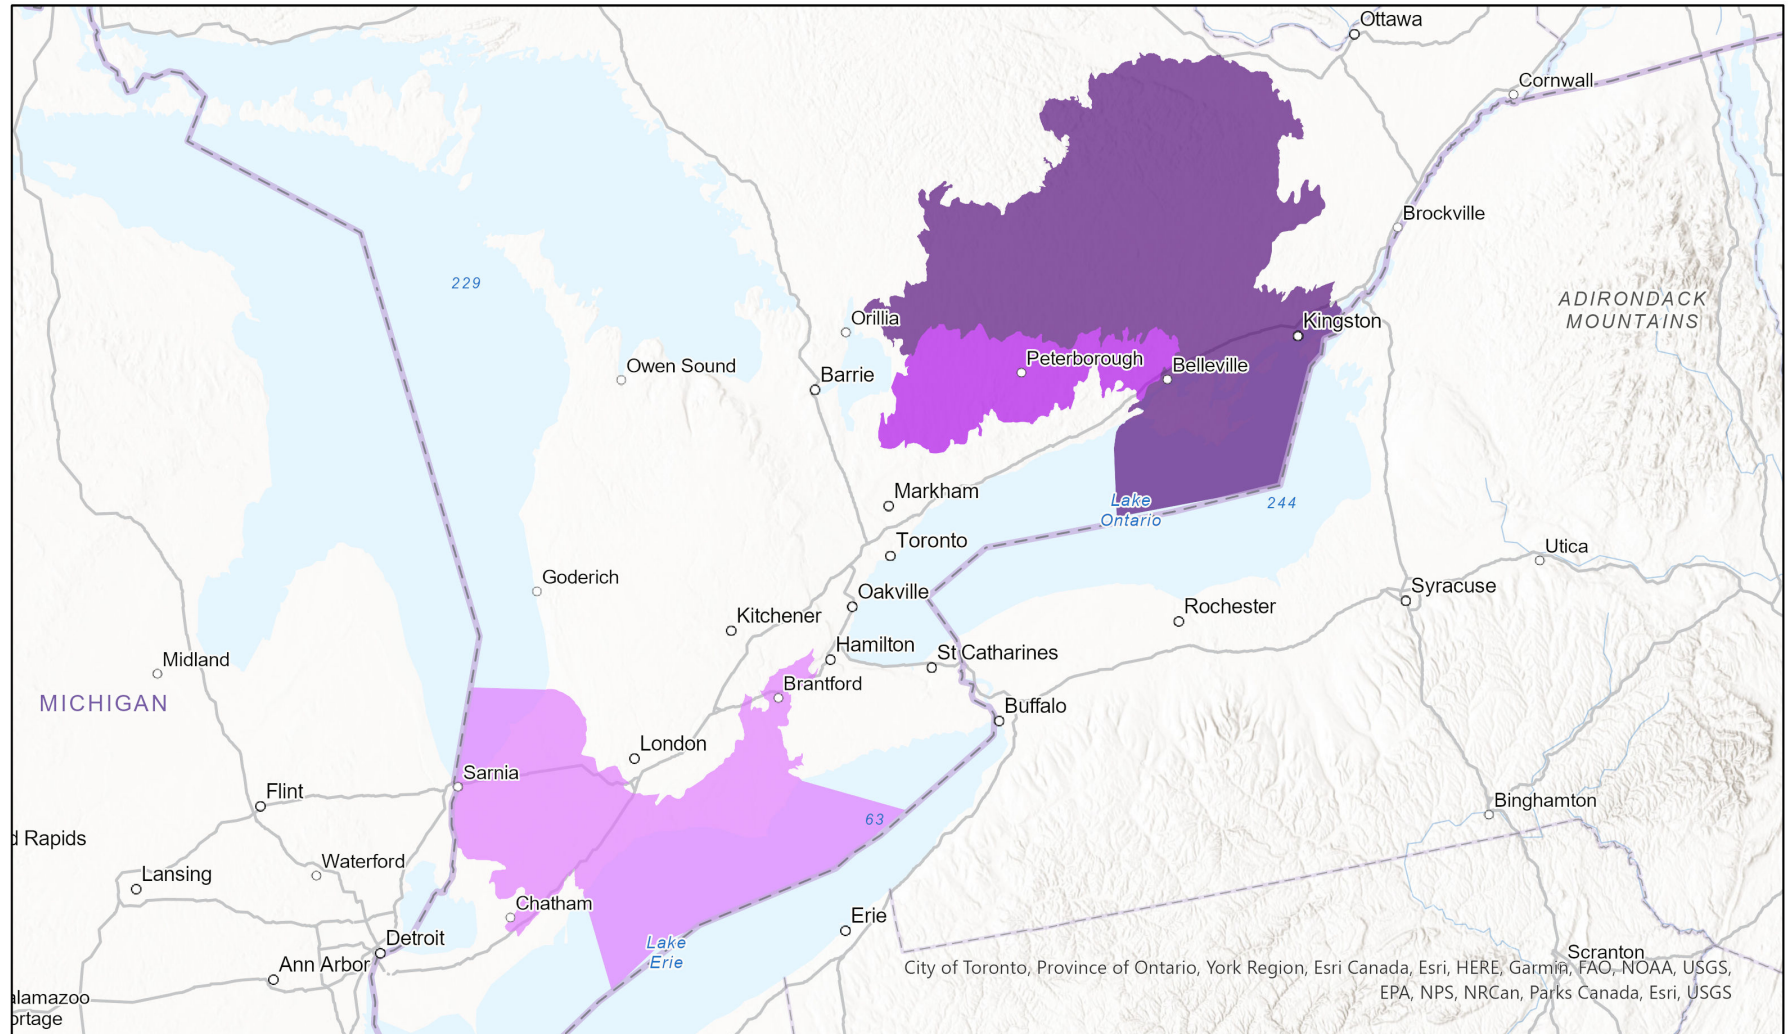 Ottawa
Cornwall
Brockville
229
ADIRONDACK
MOUNTAINS
Orillia
Kingston
Owen Sound
Barrie
Peterborough
Belleville
Markham
Lake
Ontario
244
Toronto
Utica
Goderich
Oakville
Syracuse
Kitchener
Rochester
Hamilton
St Catharines
Midland
Brantford
MICHIGAN
Buffalo
London
Sarnia
Flint
Binghamton
63
d Rapids
Waterford
Lansing
Chatham
Erie
Detroit
Lake
Erie
Scranton
Ann Arbor
City of Toronto, Province of Ontario, York Region, Esri Canada, Esri, HERE, Garmin, FAO, NOAA, USGS,
EPA, NPS, NRCan, Parks Canada, Esri, USGS
alamazoo
ortage